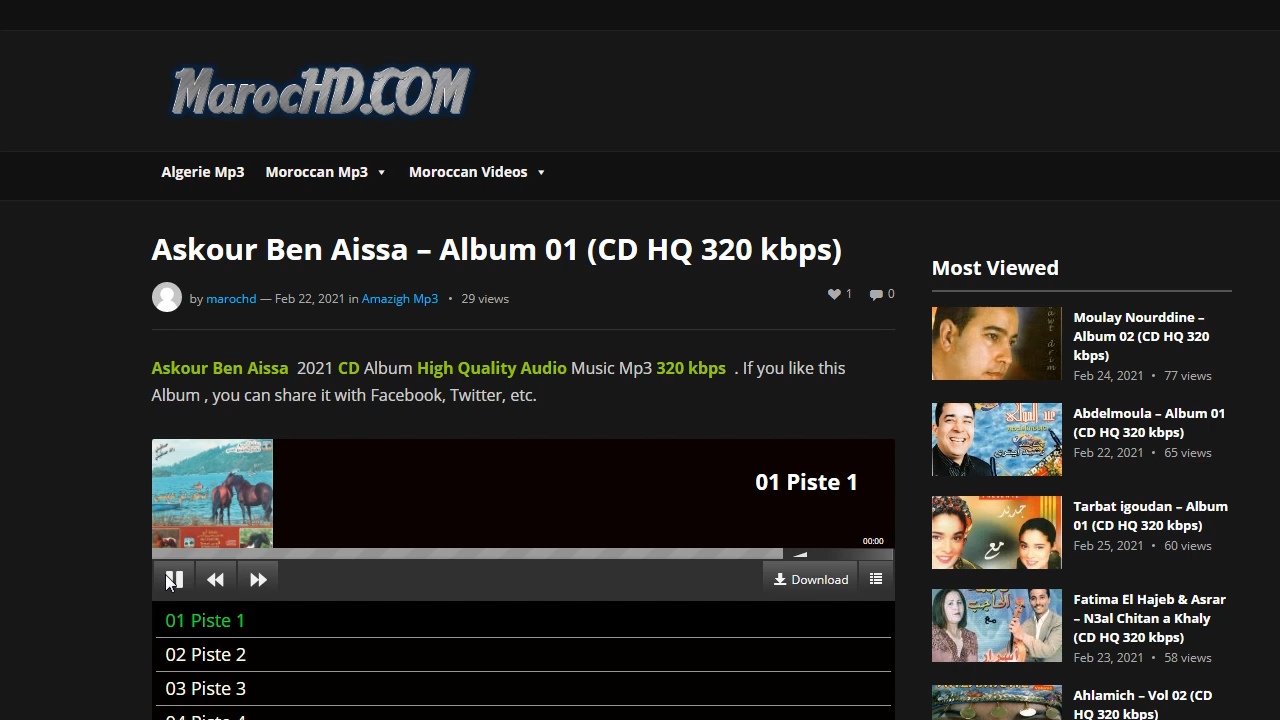 MarocHD.COM
Algerie Mp3 Moroccan Mp3 Moroccan Videos
Askour Ben Aissa – Album 01 (CD HQ 320 kbps)
by marochd — Feb 22, 2021 in Amazigh Mp3 • 29 views
1 0
Askour Ben Aissa 2021 CD Album High Quality Audio Music Mp3 320 kbps . If you like this
Album , you can share it with Facebook, Twitter, etc.
01 Piste 1
00:00
Download
01 Piste 1
02 Piste 2
03 Piste 3
04 Piste 4
Most Viewed
Moulay Nourddine –
Album 02 (CD HQ 320
kbps)
Feb 24, 2021 • 77 views
Abdelmoula – Album 01
(CD HQ 320 kbps)
Feb 22, 2021 • 65 views
جديد
مع
Tarbat igoudan – Album
01 (CD HQ 320 kbps)
Feb 25, 2021 • 60 views
مع
Fatima El Hajeb & Asrar
– N3al Chitan a Khaly
(CD HQ 320 kbps)
Feb 23, 2021 • 58 views
Ahlamich – Vol 02 (CD
HQ 320 kbps)